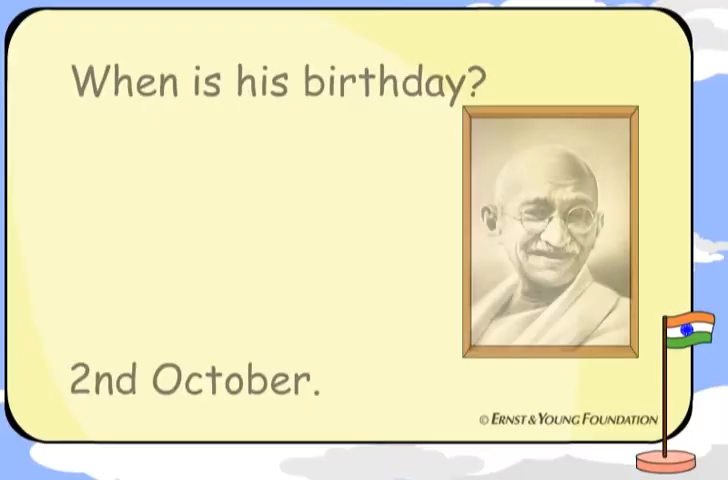 When is his birthday?
2nd October.
© ERNST & YOUNG FOUNDATION